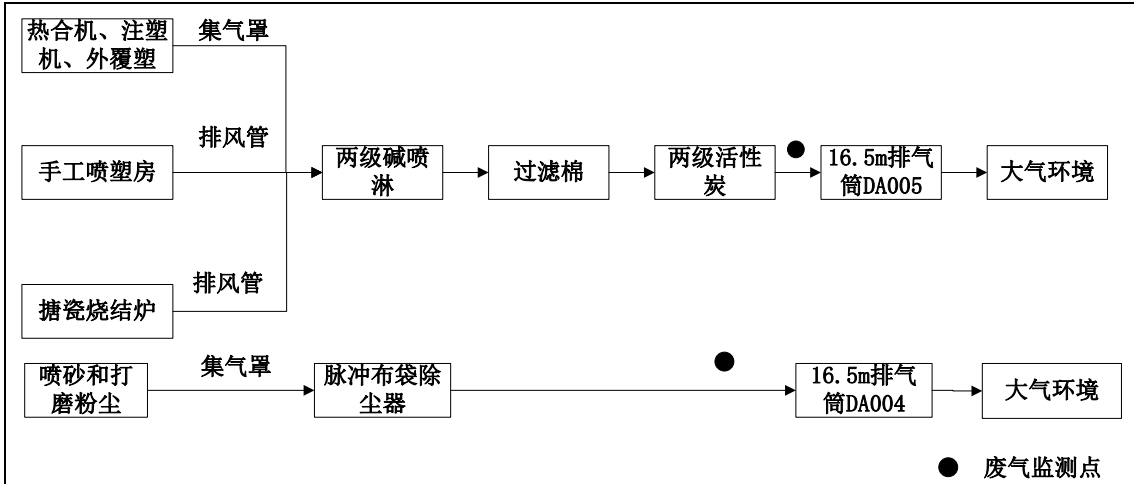 热合机、注塑
机、外覆塑
集气罩
手工喷塑房
排风管
两级碱喷
淋
过滤棉
两级活性
炭
16.5m排气
筒DA005
大气环境
搪瓷烧结炉
排风管
喷砂和打
磨粉尘
集气罩
脉冲布袋除
尘器
16.5m排气
筒DA004
大气环境
废气监测点